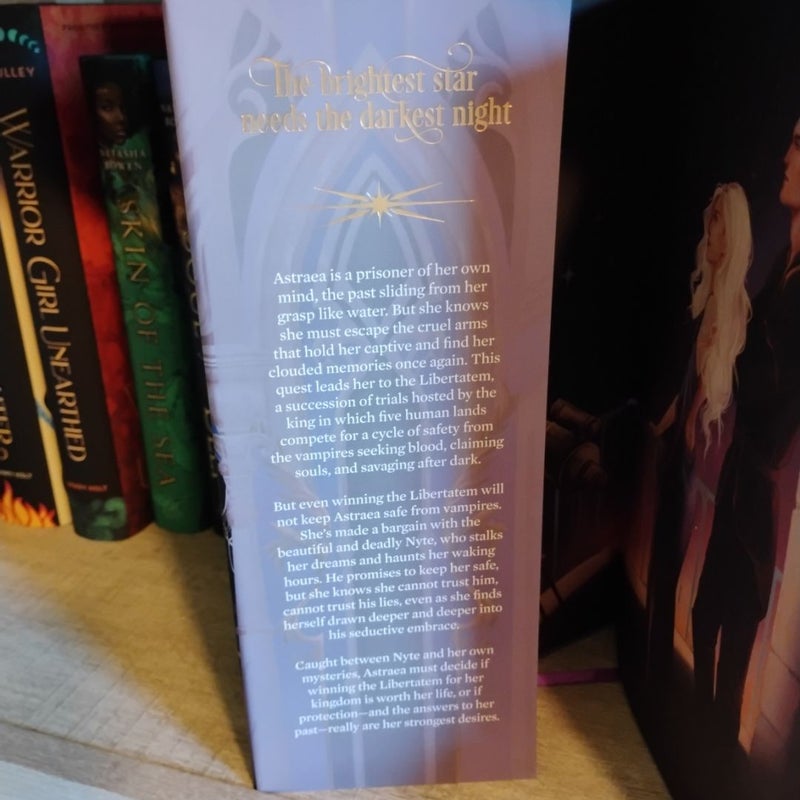 ULLEY
WARRIOR GIRL UNEARTHED
NATASHA
BOWEN
SKIN OF THE SEA
The brightest star
needs the darkest night
Astraea is a prisoner of her own
mind, the past sliding from her
grasp like water. But she knows
she must escape the cruel arms
that hold her captive and find her
clouded memories once again. This
quest leads her to the Libertatem,
a succession of trials hosted by the
king in which five human lands
compete for a cycle of safety from
the vampires seeking blood, claiming
souls, and savaging after dark.
But even winning the Libertatem will
not keep Astraea safe from vampires.
She's made a bargain with the
beautiful and deadly Nyte, who stalks
her dreams and haunts her waking
hours. He promises to keep her safe,
but she knows she cannot trust him,
cannot trust his lies, even as she finds
herself drawn deeper and deeper into
his seductive embrace.
Caught between Nyte and her own
mysteries, Astraea must decide if
winning the Libertatem for her
kingdom is worth her life, or if
protection—and the answers to her
past—really are her strongest desires.